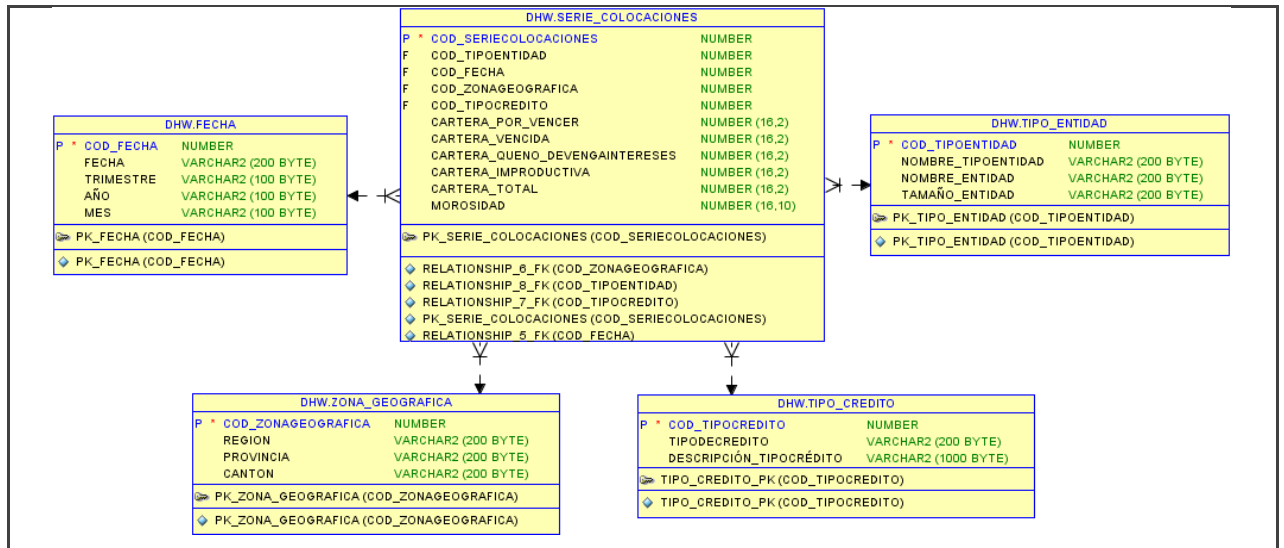 DHW.SERIE_COLOCACIONES
P * COD_SERIECOLOCACIONES NUMBER
F COD_TIPOENTIDAD NUMBER
F COD_FECHA NUMBER
F COD_ZONAGEOGRAFICA NUMBER
F COD_TIPOCREDITO NUMBER
CARTERA_POR_VENCER NUMBER (16,2)
CARTERA_VENCIDA NUMBER (16,2)
CARTERA_QUENO_DEVENGAINTERESES NUMBER (16,2)
CARTERA_IMPRODUCTIVA NUMBER (16,2)
CARTERA_TOTAL NUMBER (16,2)
MOROSIDAD NUMBER (16,10)
PK_SERIE_COLOCACIONES (COD_SERIECOLOCACIONES)
RELATIONSHIP_6_FK (COD_ZONAGEOGRAFICA)
RELATIONSHIP_8_FK (COD_TIPOENTIDAD)
RELATIONSHIP_7_FK (COD_TIPOCREDITO)
PK_SERIE_COLOCACIONES (COD_SERIECOLOCACIONES)
RELATIONSHIP_5_FK (COD_FECHA)
DHW.FECHA
P * COD_FECHA NUMBER
FECHA VARCHAR2 (200 BYTE)
TRIMESTRE VARCHAR2 (100 BYTE)
AÑO VARCHAR2 (100 BYTE)
MES VARCHAR2 (100 BYTE)
PK_FECHA (COD_FECHA)
PK_FECHA (COD_FECHA)
DHW.TIPO_ENTIDAD
P * COD_TIPOENTIDAD NUMBER
NOMBRE_TIPOENTIDAD VARCHAR2 (200 BYTE)
NOMBRE_ENTIDAD VARCHAR2 (200 BYTE)
TAMAÑO_ENTIDAD VARCHAR2 (200 BYTE)
PK_TIPO_ENTIDAD (COD_TIPOENTIDAD)
PK_TIPO_ENTIDAD (COD_TIPOENTIDAD)
DHW.ZONA_GEOGRAFICA
P * COD_ZONAGEOGRAFICA NUMBER
REGION VARCHAR2 (200 BYTE)
PROVINCIA VARCHAR2 (200 BYTE)
CANTON VARCHAR2 (200 BYTE)
PK_ZONA_GEOGRAFICA (COD_ZONAGEOGRAFICA)
PK_ZONA_GEOGRAFICA (COD_ZONAGEOGRAFICA)
DHW.TIPO_CREDITO
P * COD_TIPOCREDITO NUMBER
TIPODECREDITO VARCHAR2 (200 BYTE)
DESCRIPCIÓN_TIPOCRÉDITO VARCHAR2 (1000 BYTE)
TIPO_CREDITO_PK (COD_TIPOCREDITO)
TIPO_CREDITO_PK (COD_TIPOCREDITO)